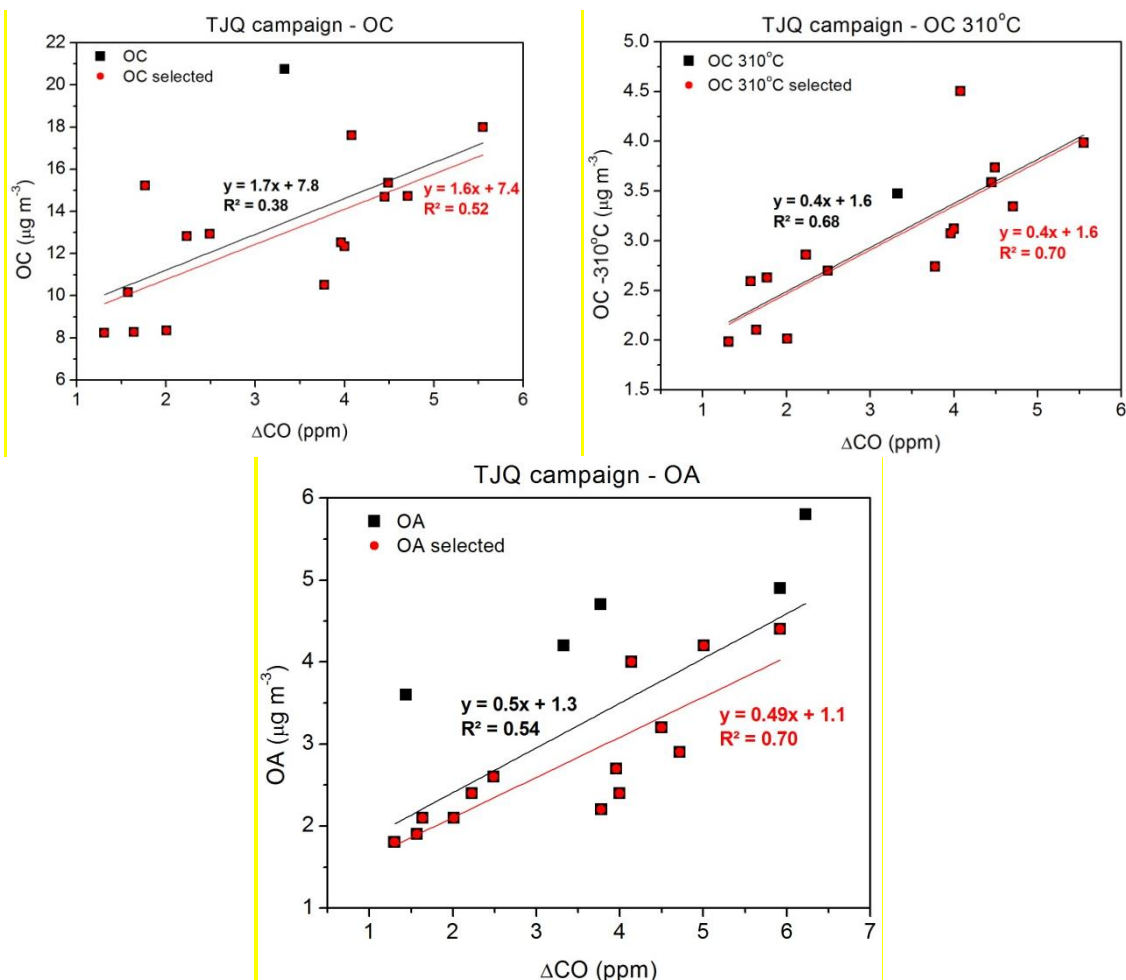 TJQ campaign - OC
OC
OC selected
22
20
18
16
14
12
10
8
6
OC (μg m⁻³)
y = 1.7x + 7.8
R² = 0.38
y = 1.6x + 7.4
R² = 0.52
1 2 3 4 5 6
ΔCO (ppm)
TJQ campaign - OC 310°C
OC 310°C
OC 310°C selected
5.0
4.5
4.0
3.5
3.0
2.5
2.0
1.5
OC -310°C (μg m⁻³)
y = 0.4x + 1.6
R² = 0.68
y = 0.4x + 1.6
R² = 0.70
1 2 3 4 5 6
ΔCO (ppm)
TJQ campaign - OA
OA
OA selected
6
5
4
3
2
1
OA (μg m⁻³)
y = 0.5x + 1.3
R² = 0.54
y = 0.49x + 1.1
R² = 0.70
1 2 3 4 5 6 7
ΔCO (ppm)